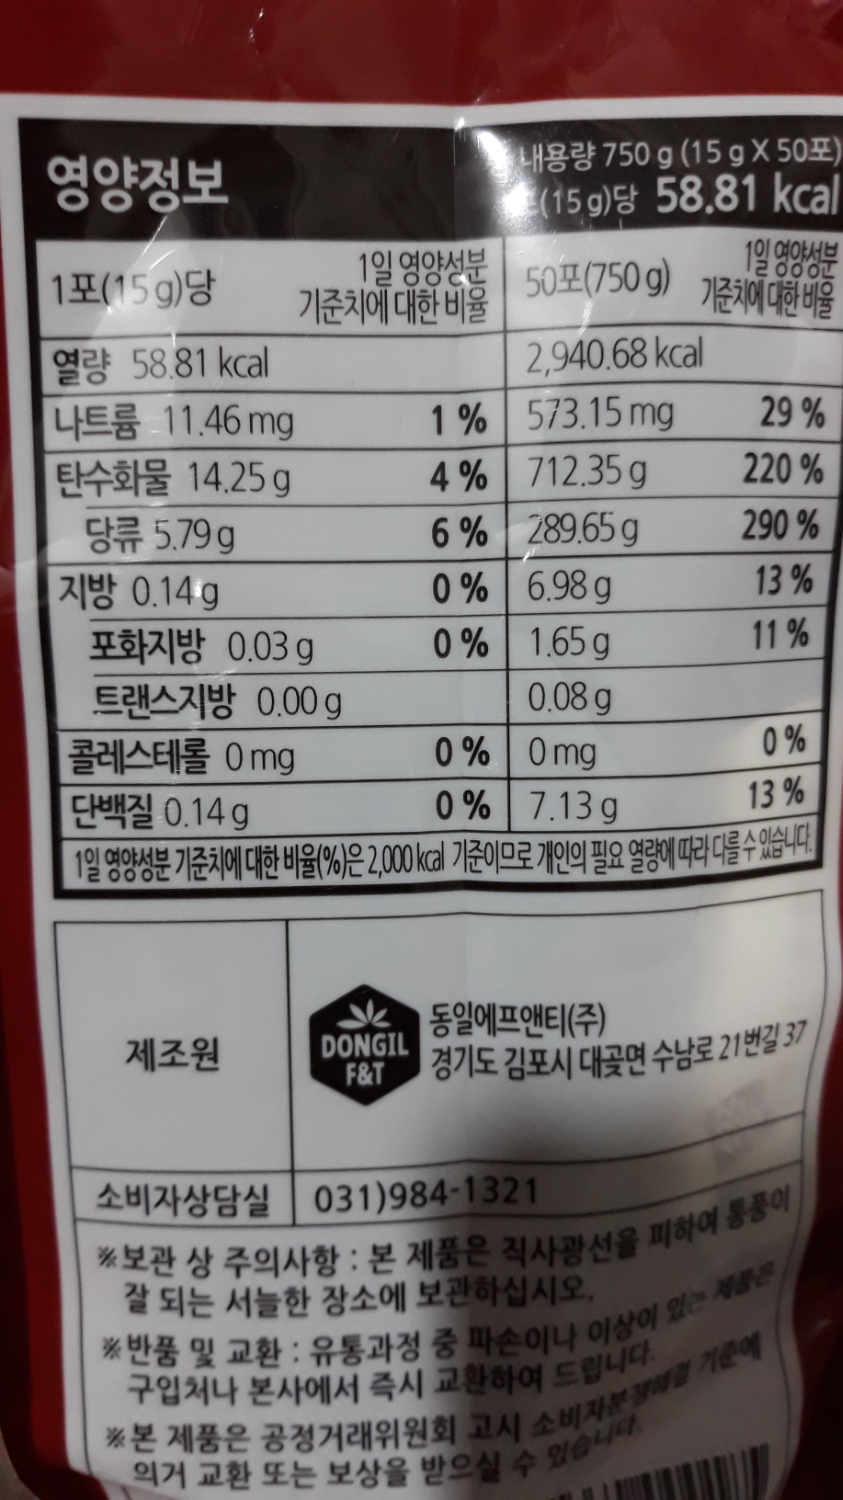 영양정보
내용량 750 g (15 g X 50포)
(15 g)당 58.81 kcal
1포(15 g)당 1일 영양성분 기준치에 대한 비율 50포(750 g) 1일 영양성분 기준치에 대한 비율
열량 58.81 kcal 2,940.68 kcal
나트륨 11.46 mg 1 % 573.15 mg 29 %
탄수화물 14.25 g 4 % 712.35 g 220 %
당류 5.79 g 6 % 289.65 g 290 %
지방 0.14 g 0 % 6.98 g 13 %
포화지방 0.03 g 0 % 1.65 g 11 %
트랜스지방 0.00 g 0.08 g
콜레스테롤 0 mg 0 % 0 mg 0 %
단백질 0.14 g 0 % 7.13 g 13 %
1일 영양성분 기준치에 대한 비율(%)은 2,000 kcal 기준이므로 개인의 필요 열량에 따라 다를 수 있습니다.
제조원
DONGIL
F&T
동일에프앤티(주)
경기도 김포시 대곶면 수남로 21번길 37
소비자상담실 031)984-1321
※보관 상 주의사항 : 본 제품은 직사광선을 피하여 통풍이
잘 되는 서늘한 장소에 보관하십시오.
※반품 및 교환 : 유통과정 중 파손이나 이상이 있는 제품은
구입처나 본사에서 즉시 교환하여 드립니다.
※본 제품은 공정거래위원회 고시 소비자분쟁해결 기준에
의거 교환 또는 보상을 받으실 수 있습니다.